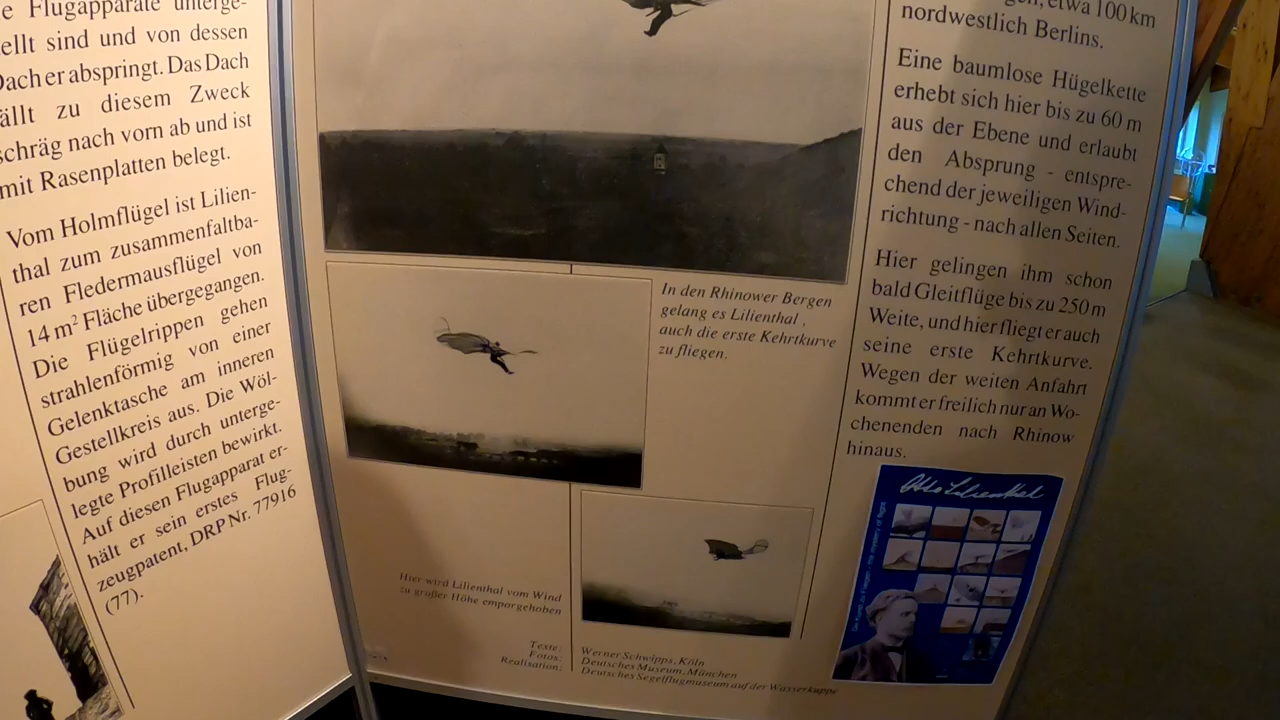 e Flugapparate unterge-
ellt sind und von dessen
Dach er abspringt. Das Dach
ällt zu diesem Zweck
schräg nach vorn ab und ist
mit Rasenplatten belegt.
Vom Holmflügel ist Lilien-
thal zum zusammenfaltba-
ren Fledermausflügel von
14 m² Fläche übergegangen.
Die Flügelrippen gehen
strahlenförmig von einer
Gelenktasche am inneren
Gestellkreis aus. Die Wöl-
bung wird durch unterge-
legte Profilleisten bewirkt.
Auf diesen Flugapparat er-
hält er sein erstes Flug-
zeugpatent, DRP Nr. 77916
(77).
In den Rhinower Bergen
gelang es Lilienthal,
auch die erste Kehrtkurve
zu fliegen.
Hier wird Lilienthal vom Wind
zu großer Höhe emporgehoben
Texte: Werner Schwipps, Köln
Fotos: Deutsches Museum, München
Realisation: Deutsches Segelflugmuseum auf der Wasserkuppe
etwa 100 km
nordwestlich Berlins.
Eine baumlose Hügelkette
erhebt sich hier bis zu 60 m
aus der Ebene und erlaubt
den Absprung - entspre-
chend der jeweiligen Wind-
richtung - nach allen Seiten.
Hier gelingen ihm schon
bald Gleitflüge bis zu 250 m
Weite, und hier fliegt er auch
seine erste Kehrtkurve.
Wegen der weiten Anfahrt
kommt er freilich nur an Wo-
chenenden nach Rhinow
hinaus.
Otto Lilienthal